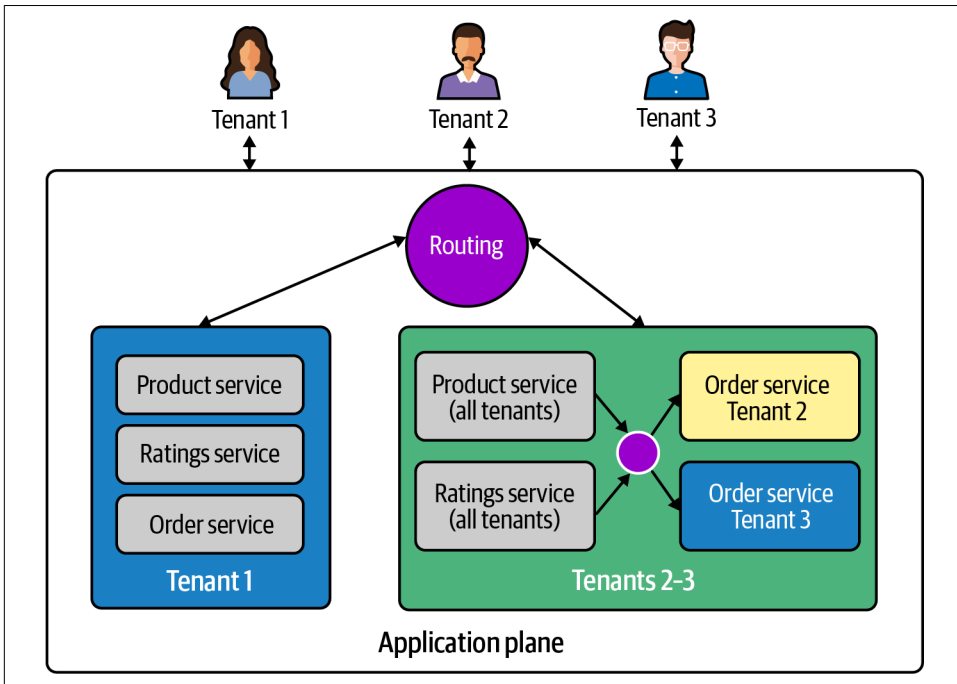 Tenant 1
Tenant 2
Tenant 3
Routing
Product service
Ratings service
Order service
Tenant 1
Product service
(all tenants)
Ratings service
(all tenants)
Order service
Tenant 2
Order service
Tenant 3
Tenants 2–3
Application plane